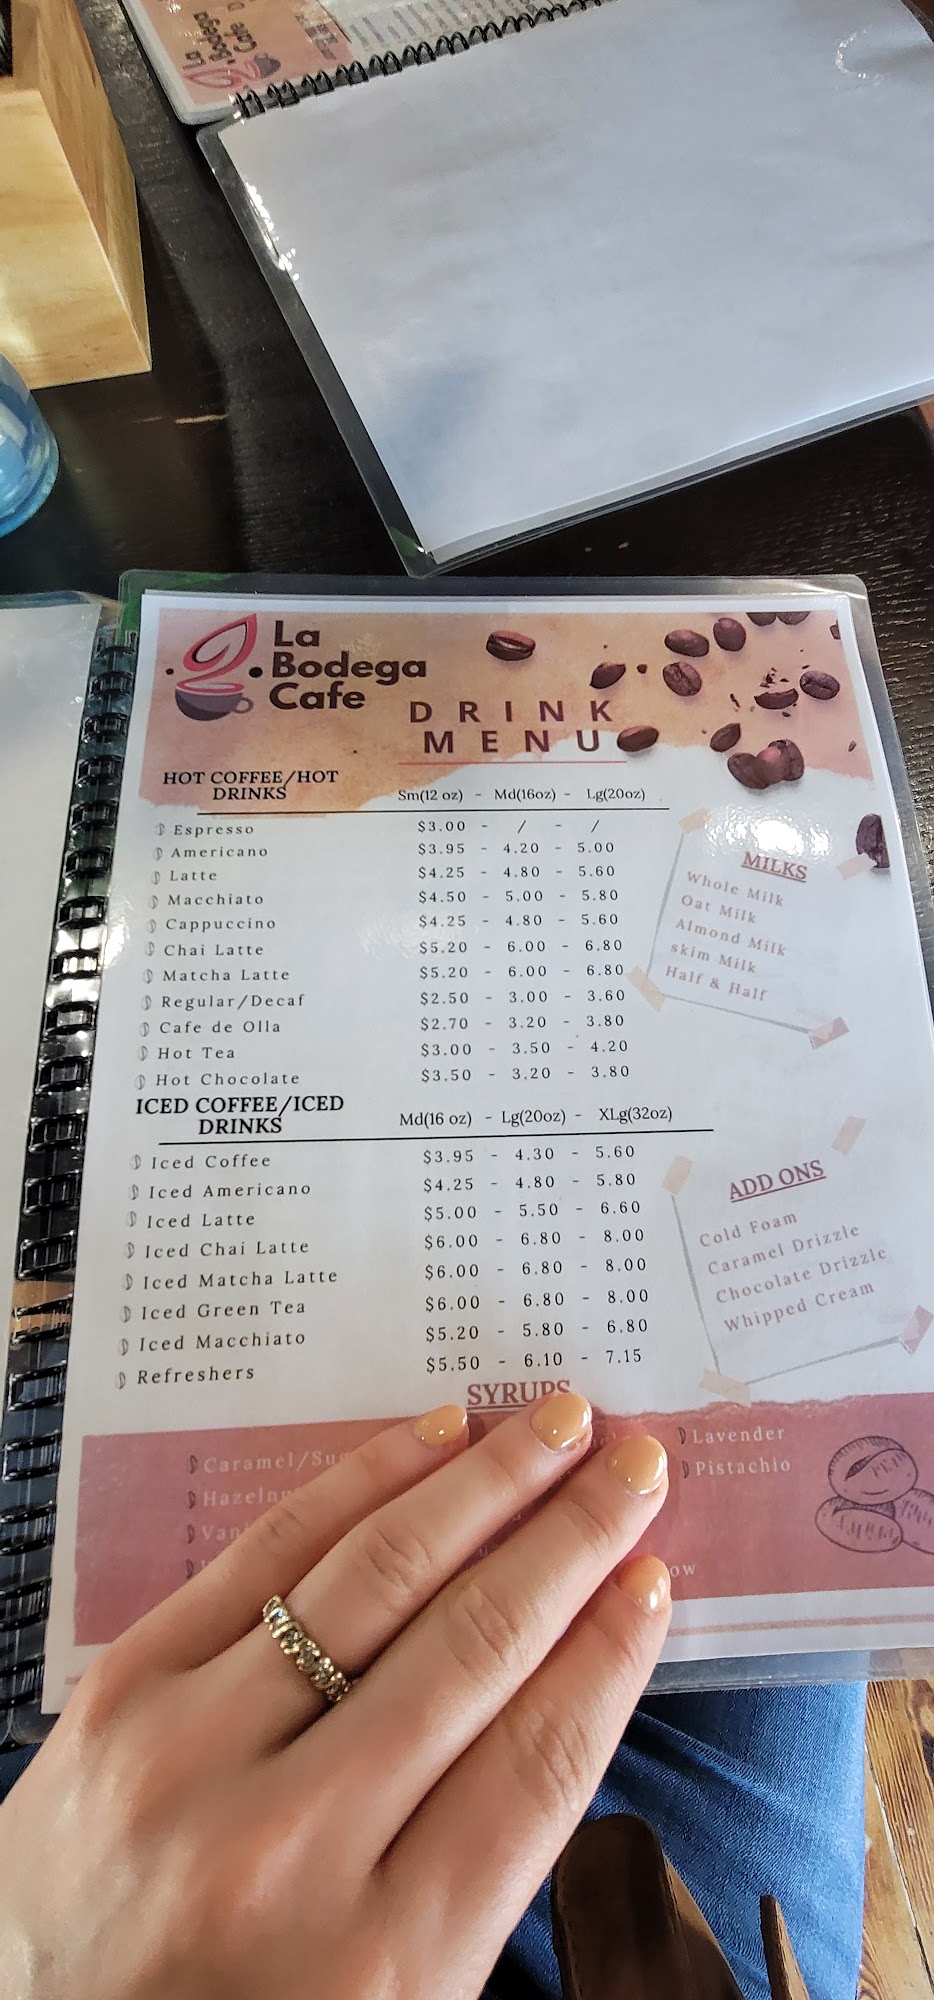 La
Bodega
Cafe
DRINK
MENU
HOT COFFEE/HOT
DRINKS
Sm(12 oz) - Md(16oz) - Lg(20oz)
Espresso $3.00 - / - /
Americano $3.95 - 4.20 - 5.00
Latte $4.25 - 4.80 - 5.60
Macchiato $4.50 - 5.00 - 5.80
Cappuccino $4.25 - 4.80 - 5.60
Chai Latte $5.20 - 6.00 - 6.80
Matcha Latte $5.20 - 6.00 - 6.80
Regular/Decaf $2.50 - 3.00 - 3.60
Cafe de Olla $2.70 - 3.20 - 3.80
Hot Tea $3.00 - 3.50 - 4.20
Hot Chocolate $3.50 - 3.20 - 3.80
MILKS
Whole Milk
Oat Milk
Almond Milk
skim Milk
Half & Half
ICED COFFEE/ICED
DRINKS
Md(16 oz) - Lg(20oz) - XLg(32oz)
Iced Coffee $3.95 - 4.30 - 5.60
Iced Americano $4.25 - 4.80 - 5.80
Iced Latte $5.00 - 5.50 - 6.60
Iced Chai Latte $6.00 - 6.80 - 8.00
Iced Matcha Latte $6.00 - 6.80 - 8.00
Iced Green Tea $6.00 - 6.80 - 8.00
Iced Macchiato $5.20 - 5.80 - 6.80
Refreshers $5.50 - 6.10 - 7.15
ADD ONS
Cold Foam
Caramel Drizzle
Chocolate Drizzle
Whipped Cream
SYRUPS
Caramel/
Lavender
Pistachio